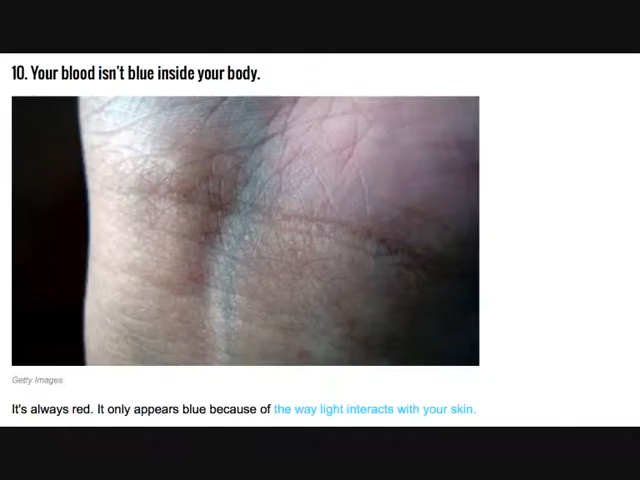 10. Your blood isn't blue inside your body.
Getty Images
It's always red. It only appears blue because of the way light interacts with your skin.